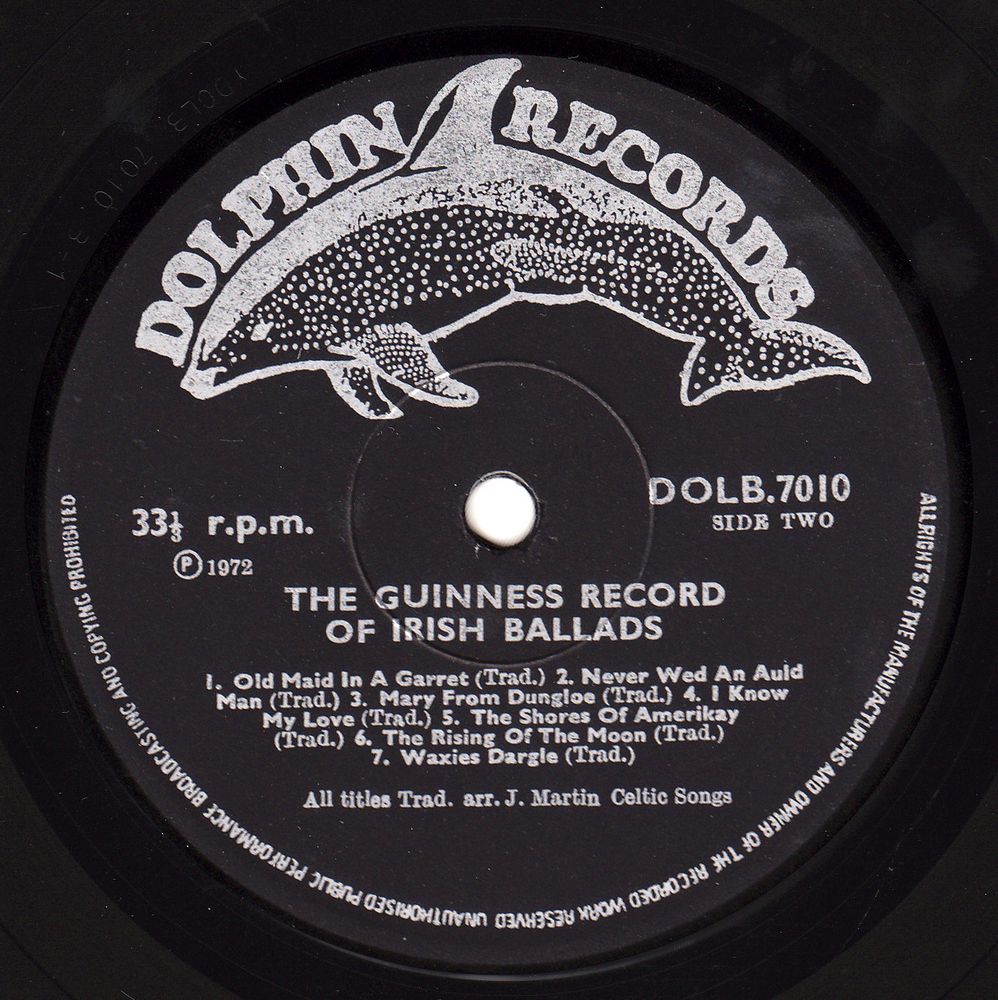 DOLPHIN RECORDS
33⅓ r.p.m.
Ⓟ 1972
DOLB.7010
SIDE TWO
THE GUINNESS RECORD
OF IRISH BALLADS
1. Old Maid In A Garret (Trad.) 2. Never Wed An Auld
Man (Trad.) 3. Mary From Dungloe (Trad.) 4. I Know
My Love (Trad.) 5. The Shores Of Amerikay
(Trad.) 6. The Rising Of The Moon (Trad.)
7. Waxies Dargle (Trad.)
All titles Trad. arr. J. Martin Celtic Songs
ALL RIGHTS OF THE MANUFACTURERS AND OWNER OF THE RECORDED WORK RESERVED UNAUTHORISED PUBLIC PERFORMANCE BROADCASTING AND COPYING PROHIBITED